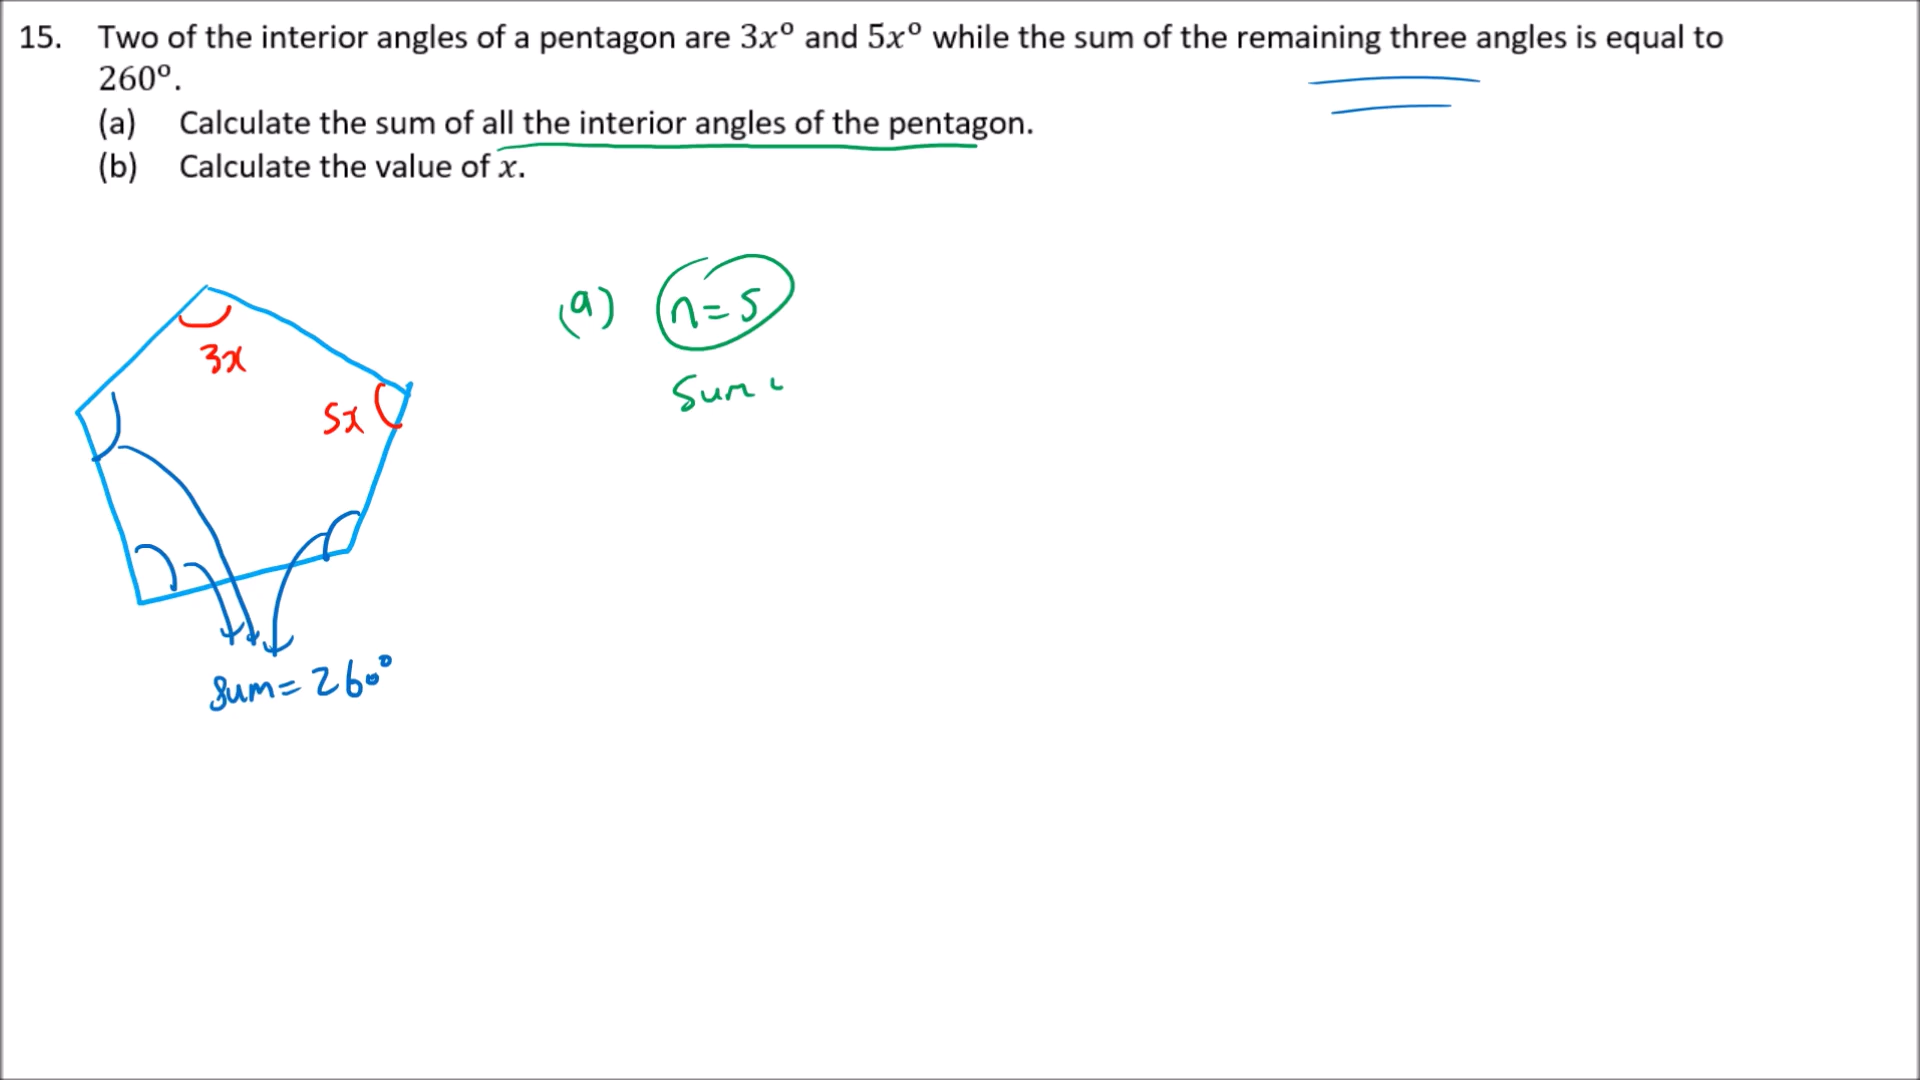 15. Two of the interior angles of a pentagon are 3x° and 5x° while the sum of the remaining three angles is equal to
260°.
(a) Calculate the sum of all the interior angles of the pentagon.
(b) Calculate the value of x.
(a) n=5
Sum
3x
5x
Sum=260°